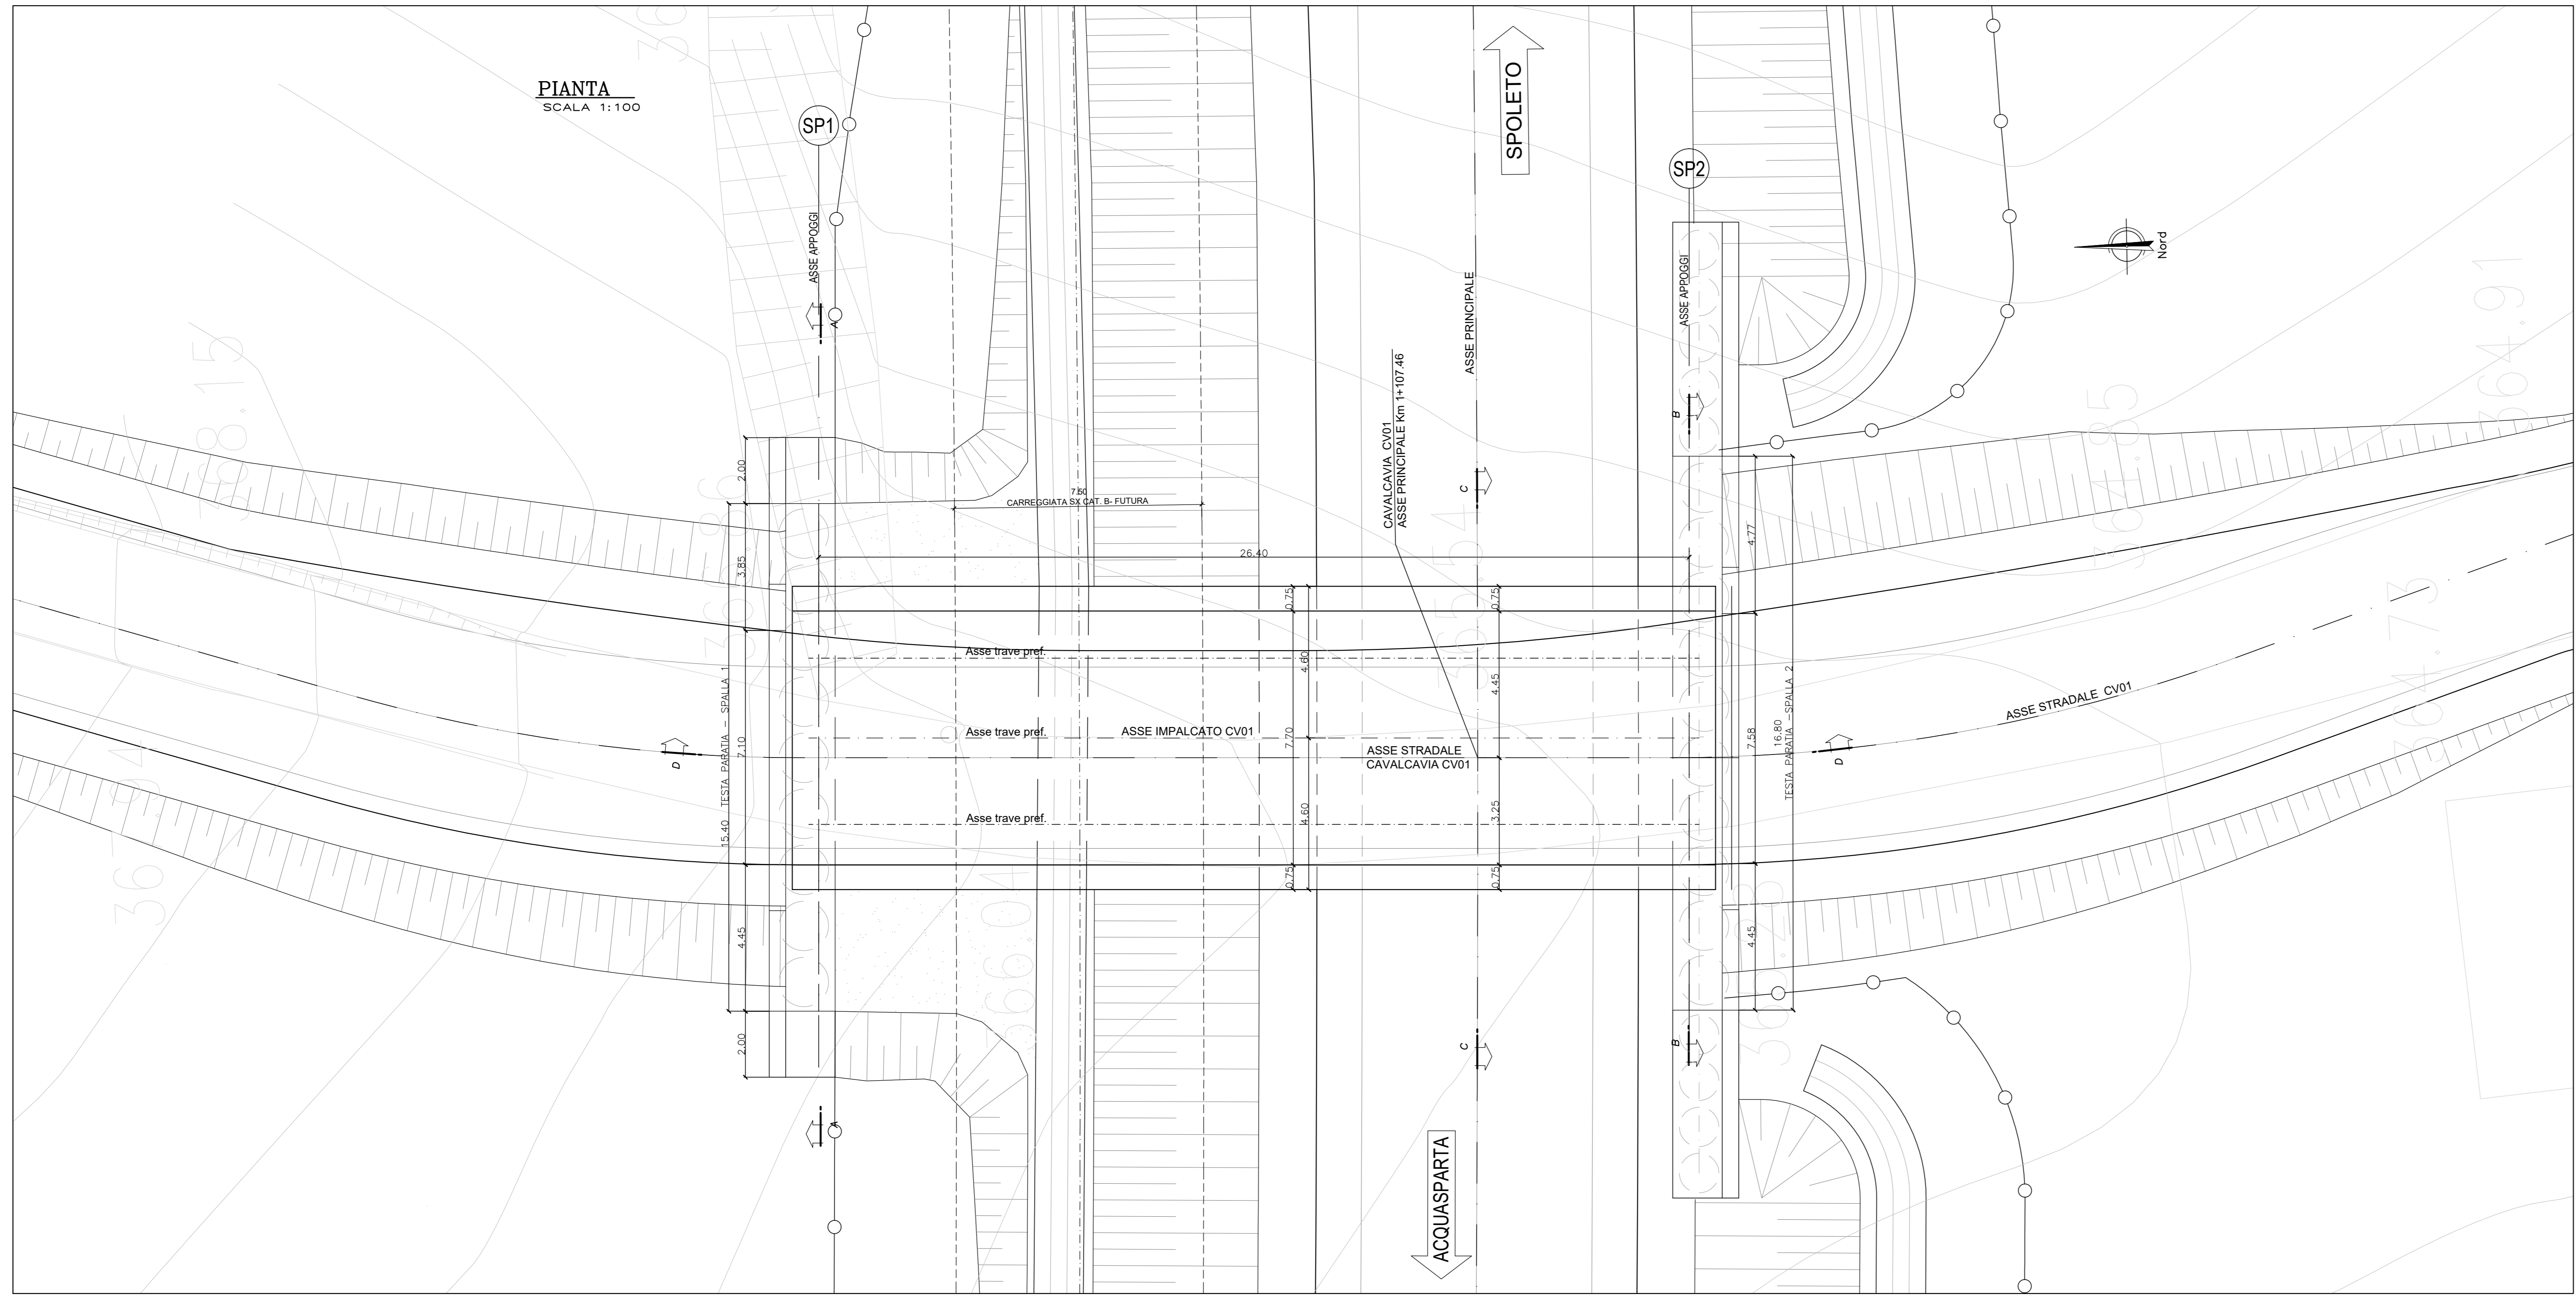 PIANTA
SCALA 1:100
SP1
ASSE APPOGGI
A
SPOLETO
SP2
ASSE APPOGGI
B
Nord
ASSE PRINCIPALE
CAVALCAVIA CV01
ASSE PRINCIPALE Km 1+107.46
C
7.50
CARREGGIATA SX CAT. B- FUTURA
26.40
2.00
3.85
7.10
4.45
2.00
15.40 TESTA PARATIA - SPALLA 1
D
Asse trave pref.
Asse trave pref.
Asse trave pref.
ASSE IMPALCATO CV01
ASSE STRADALE
CAVALCAVIA CV01
0.75
7.70
0.75
4.60
4.60
0.75
4.45
3.25
0.75
4.77
7.58
4.45
16.80
TESTA PARATIA -SPALLA 2
D
ASSE STRADALE CV01
A
B
C
ACQUASPARTA
368.15